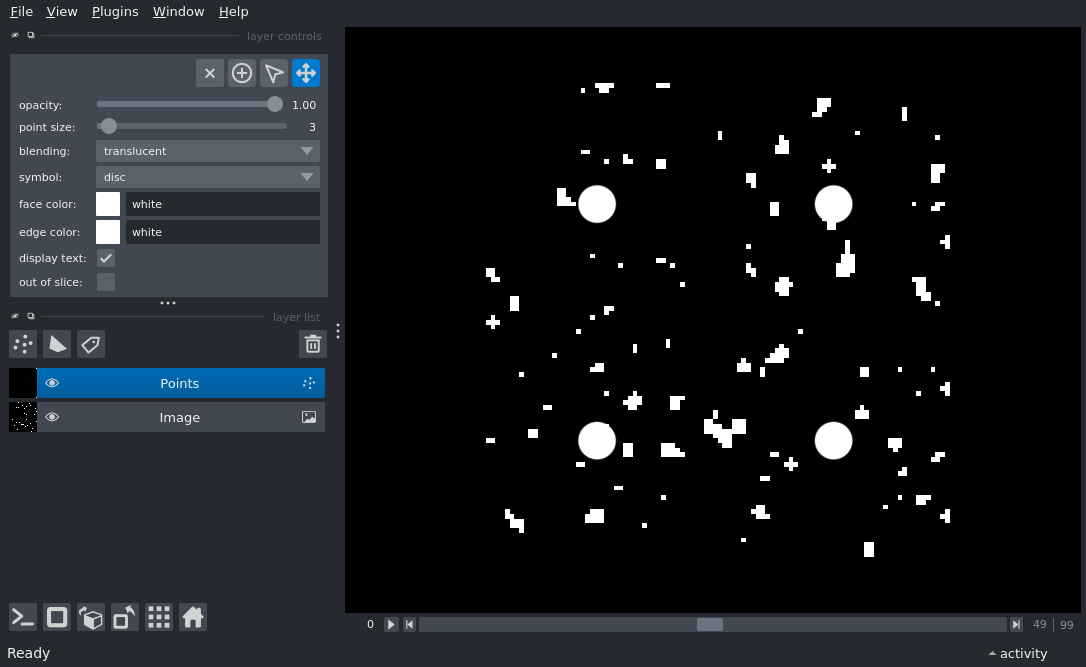 File View Plugins Window Help
layer controls
opacity: 1.00
point size: 3
blending: translucent
symbol: disc
face color: white
edge color: white
display text:
out of slice:
layer list
Points
Image
0 49 99
Ready activity